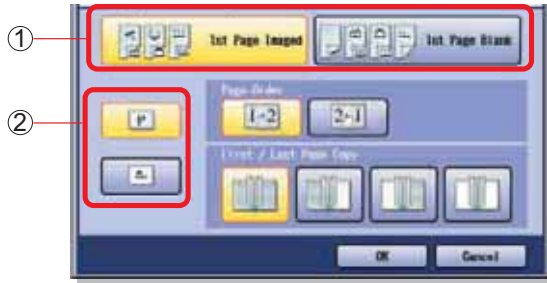 ①
1st Page Imaged
1st Page Blank
②
Page Order
1→2
2←1
First / Last Page Copy
OK
Cancel